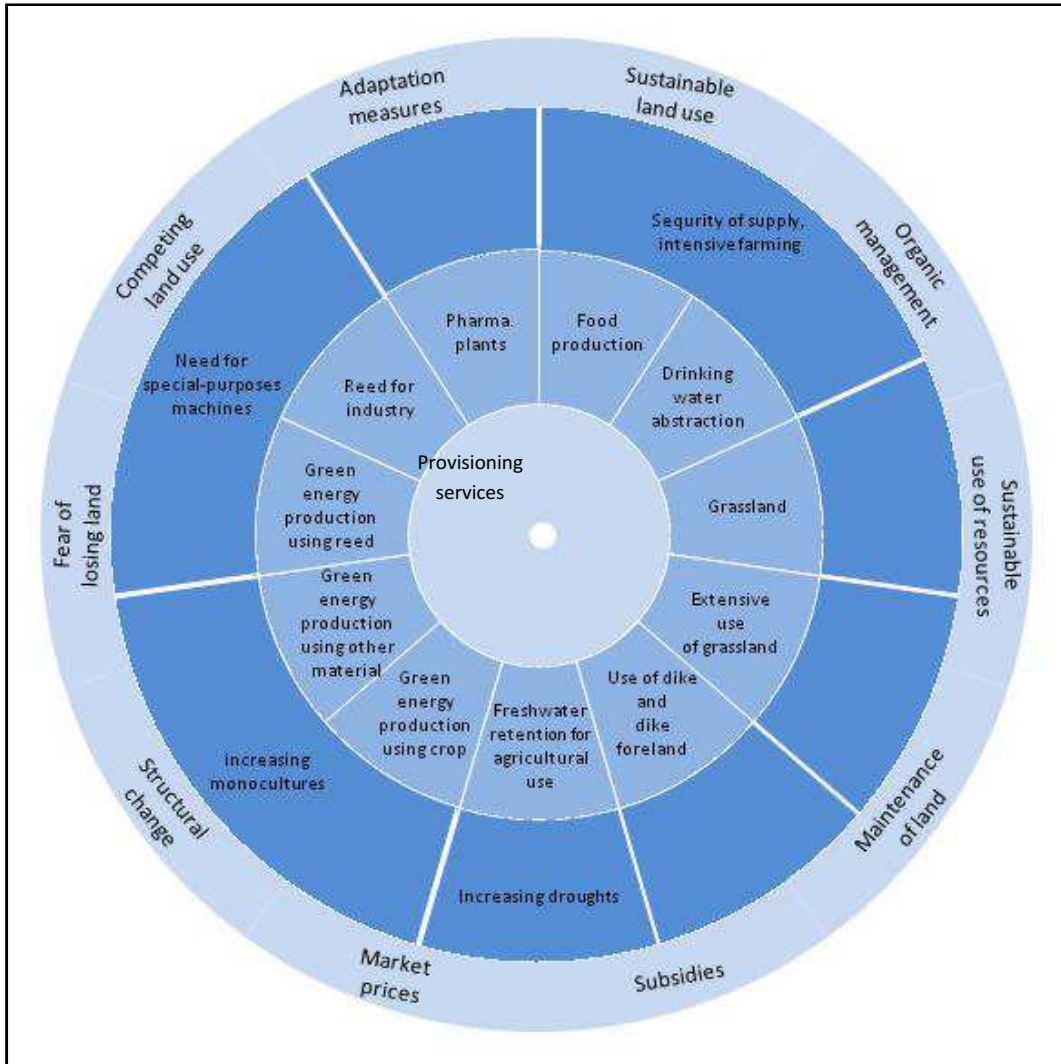 Adaptation
measures
Sustainable
land use
Organic
management
Sustainable
use of resources
Maintenance
of land
Subsidies
Market
prices
Structural
change
Fear of
losing land
Competing
land use
Sequrity of supply,
intensive farming
Increasing droughts
Increasing
monocultures
Need for
special-purposes
machines
Pharma.
plants
Food
production
Drinking
water
abstraction
Grassland
Extensive
use
of grassland
Use of dike
and
dike
foreland
Freshwater
retention for
agricultural
use
Green
energy
production
using crop
Green
energy
production
using other
material
Green
energy
production
using reed
Reed for
industry
Provisioning
services